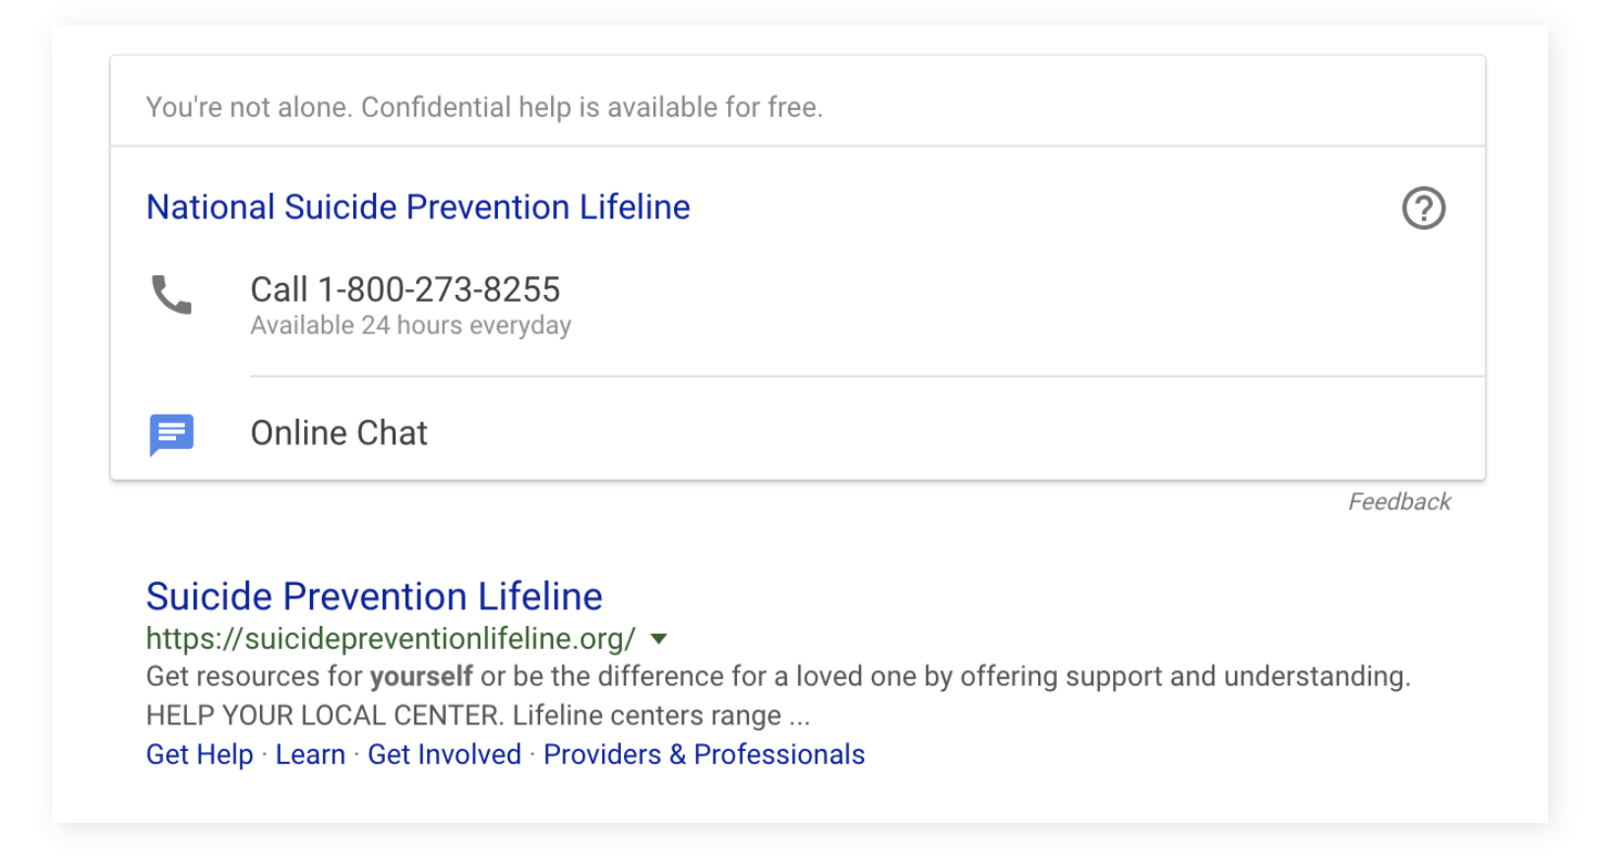 You're not alone. Confidential help is available for free.
National Suicide Prevention Lifeline
?
Call 1-800-273-8255
Available 24 hours everyday
Online Chat
Feedback
Suicide Prevention Lifeline
https://suicidepreventionlifeline.org/
Get resources for yourself or be the difference for a loved one by offering support and understanding.
HELP YOUR LOCAL CENTER. Lifeline centers range ...
Get Help · Learn · Get Involved · Providers & Professionals